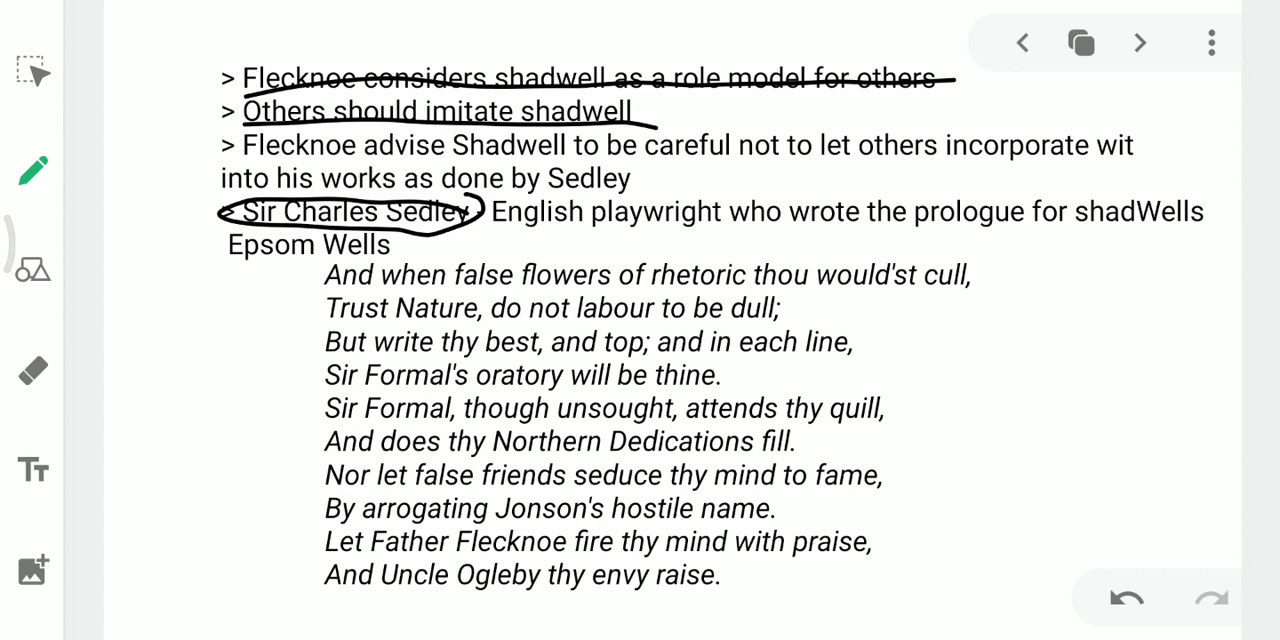 > Flecknoe considers shadwell as a role model for others
> Others should imitate shadwell
> Flecknoe advise Shadwell to be careful not to let others incorporate wit
into his works as done by Sedley
> Sir Charles Sedley - English playwright who wrote the prologue for shadWells
Epsom Wells
And when false flowers of rhetoric thou would'st cull,
Trust Nature, do not labour to be dull;
But write thy best, and top; and in each line,
Sir Formal's oratory will be thine.
Sir Formal, though unsought, attends thy quill,
And does thy Northern Dedications fill.
Nor let false friends seduce thy mind to fame,
By arrogating Jonson's hostile name.
Let Father Flecknoe fire thy mind with praise,
And Uncle Ogleby thy envy raise.
TT